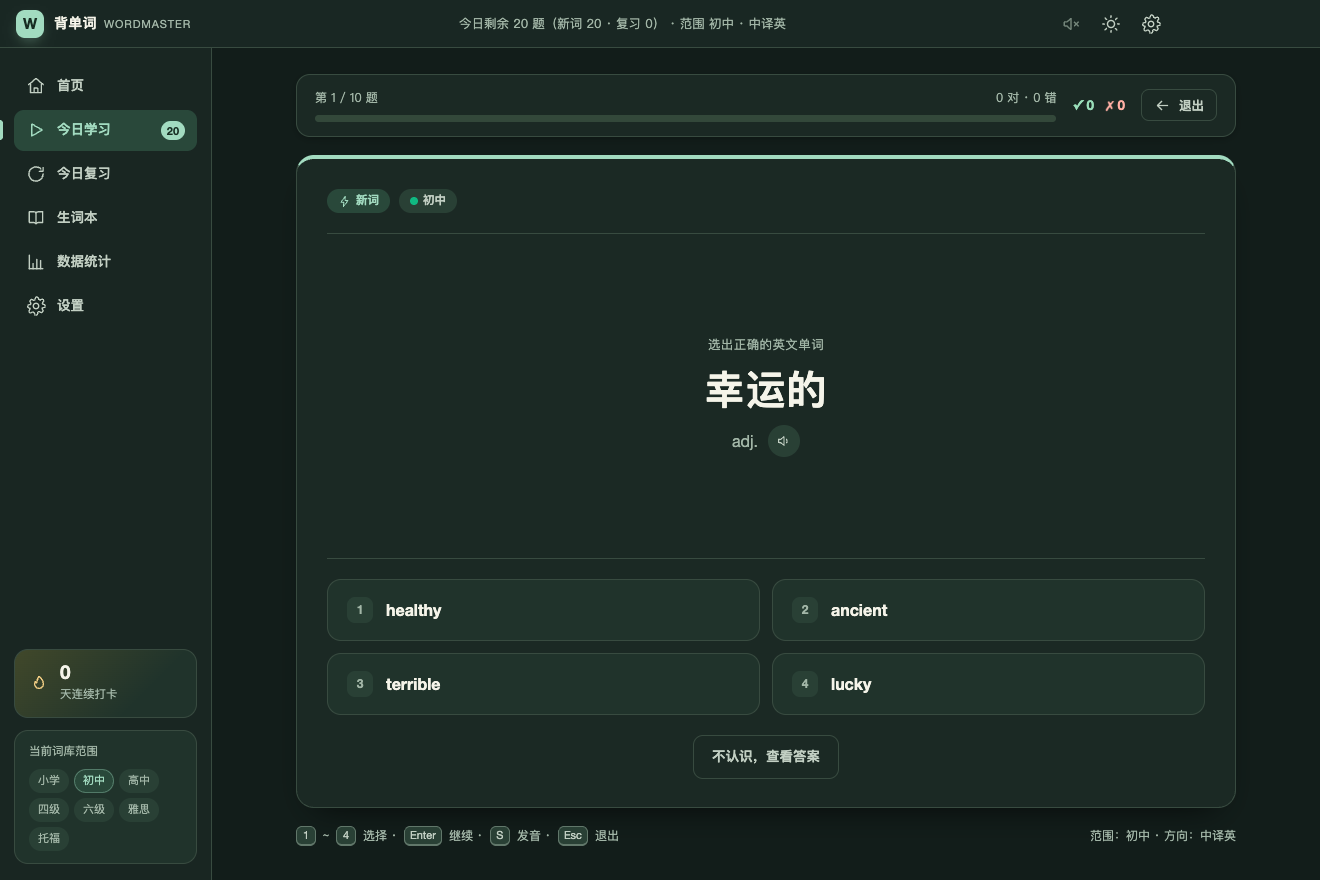 W 背单词 WORDMASTER
今日剩余 20 题（新词 20 · 复习 0） · 范围 初中 · 中译英
首页
今日学习 20
今日复习
生词本
数据统计
设置
0
天连续打卡
当前词库范围
小学 初中 高中
四级 六级 雅思
托福
第 1 / 10 题 0 对 · 0 错 ✓0 ✗0 退出
新词 初中
选出正确的英文单词
幸运的
adj.
1 healthy
2 ancient
3 terrible
4 lucky
不认识，查看答案
1 ~ 4 选择 · Enter 继续 · S 发音 · Esc 退出
范围：初中 · 方向：中译英